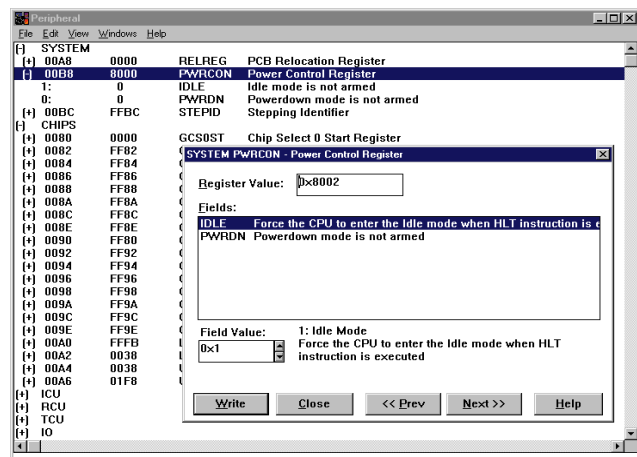 Peripheral
File Edit View Windows Help
[-] SYSTEM
[+] 00A8 0000 RELREG PCB Relocation Register
[-] 00B8 8000 PWRCON Power Control Register
1: 0 IDLE Idle mode is not armed
0: 0 PWRDN Powerdown mode is not armed
[+] 00BC FFBC STEPID Stepping Identifier
[-] CHIPS
[+] 0080 0000 GCS0ST Chip Select 0 Start Register
[+] 0082 FF82
[+] 0084 FF84
[+] 0086 FF86
[+] 0088 FF88
[+] 008A FF8A
[+] 008C FF8C
[+] 008E FF8E
[+] 0090 FF80
[+] 0092 FF92
[+] 0094 FF94
[+] 0096 FF96
[+] 0098 FF98
[+] 009A FF9A
[+] 009C FF9C
[+] 009E FF9E
[+] 00A0 FFFB
[+] 00A2 0038
[+] 00A4 0038
[+] 00A6 01F8
[+] ICU
[+] RCU
[+] TCU
[+] IO
SYSTEM PWRCON - Power Control Register
Register Value: 0x8002
Fields:
IDLE Force the CPU to enter the Idle mode when HLT instruction is
PWRDN Powerdown mode is not armed
Field Value: 1: Idle Mode
0x1 Force the CPU to enter the Idle mode when HLT
instruction is executed
Write Close << Prev Next >> Help